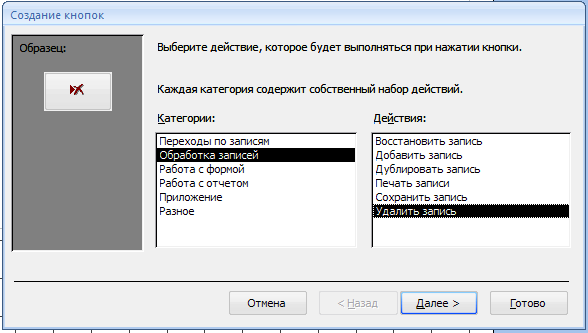 Создание кнопок
Образец:
Выберите действие, которое будет выполняться при нажатии кнопки.
Каждая категория содержит собственный набор действий.
Категории:
Действия:
Переходы по записям
Обработка записей
Работа с формой
Работа с отчетом
Приложение
Разное
Восстановить запись
Добавить запись
Дублировать запись
Печать записи
Сохранить запись
Удалить запись
Отмена
< Назад
Далее >
Готово